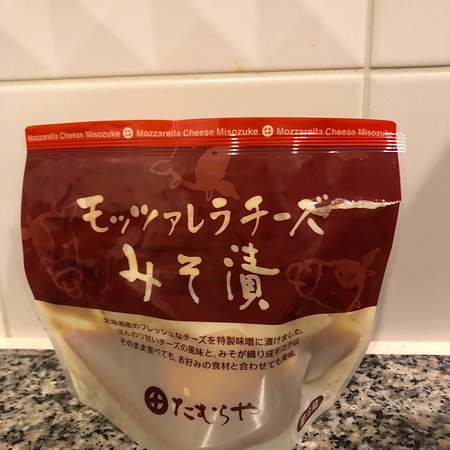 Mozzarella Cheese Misozuke Mozzarella Cheese Misozuke Mozzarella Cheese Misozuke
モッツァレラチーズ
みそ漬
北海道産のフレッシュなチーズを特製味噌に漬けました。
ほんのり甘いチーズの風味と、みそが織り成すコクは
そのまま食べても、お好みの食材と合わせても美味。
たむらや